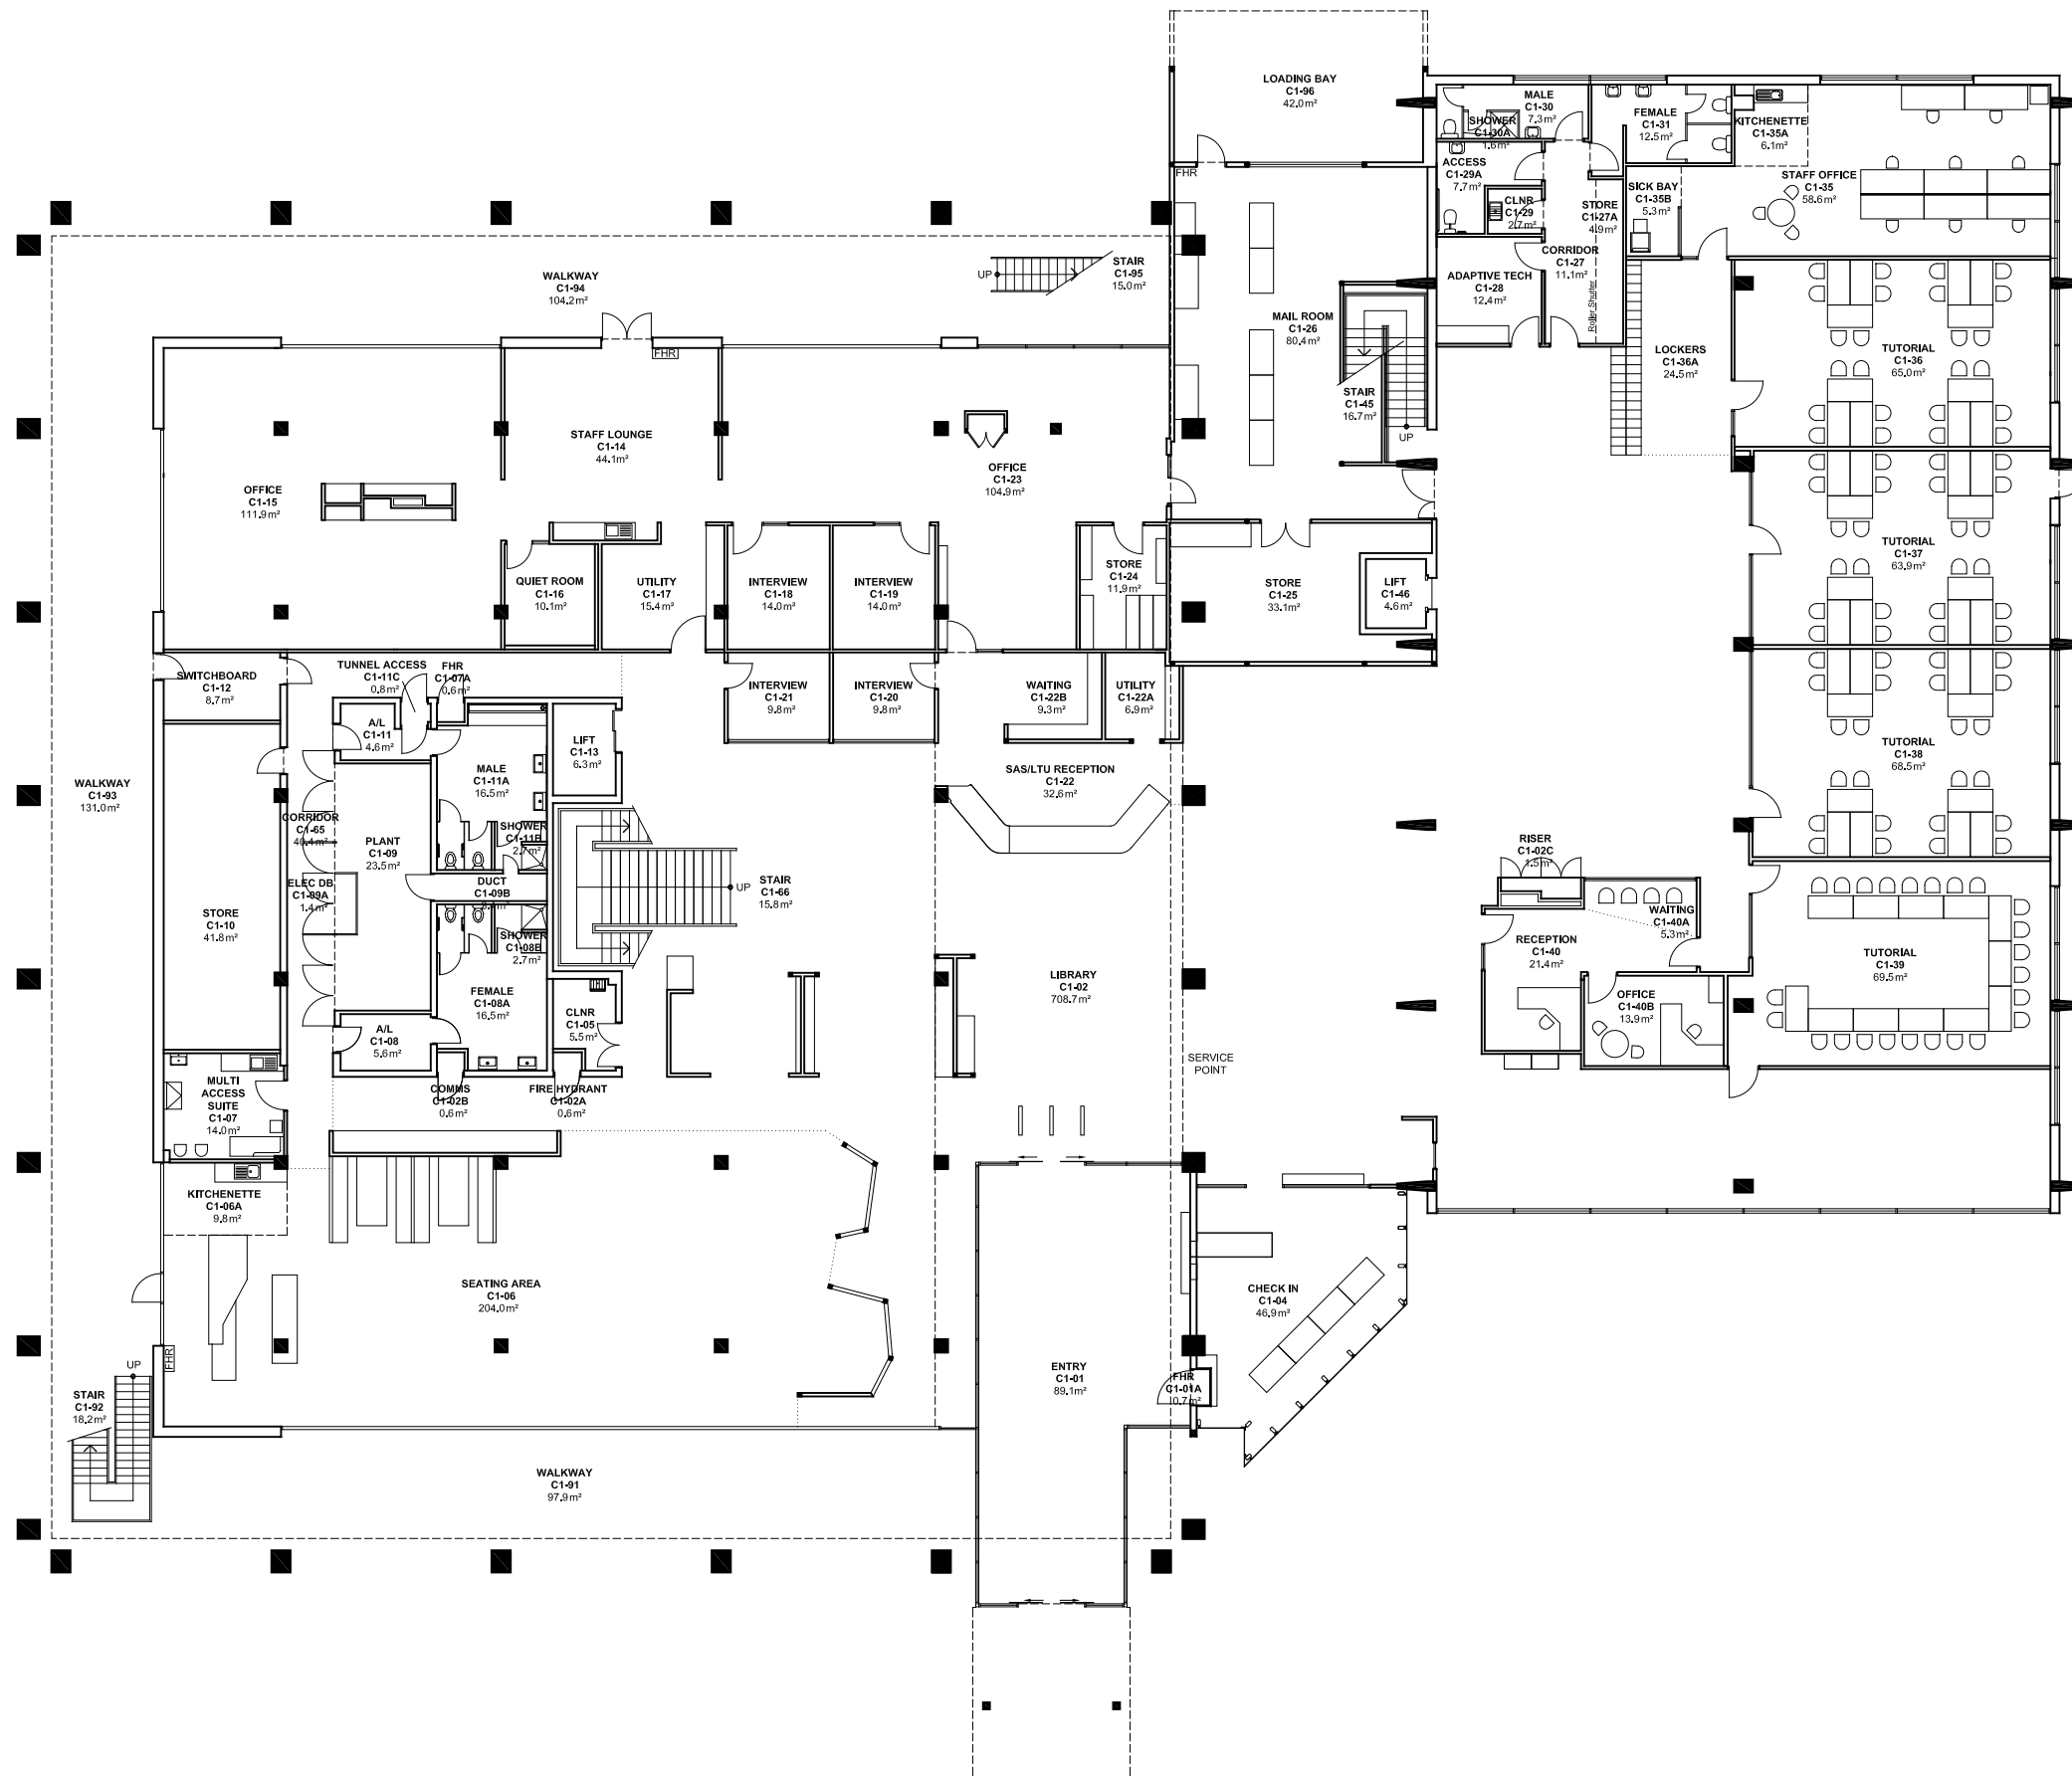 LOADING BAY
C1-96
42.0m²
MALE
C1-30
7.3m²
SHOWER
C1-30A
1.6m²
FEMALE
C1-31
12.5m²
KITCHENETTE
C1-35A
6.1m²
ACCESS
C1-29A
7.7m²
FHR
CLNR
C1-29
2.7m²
STORE
C1-27A
4.9m²
SICK BAY
C1-35B
5.3m²
STAFF OFFICE
C1-35
58.6m²
CORRIDOR
C1-27
11.1m²
Roller Shutter
ADAPTIVE TECH
C1-28
12.4m²
WALKWAY
C1-94
104.2m²
UP
STAIR
C1-95
15.0m²
MAIL ROOM
C1-26
80.4m²
FHR
LOCKERS
C1-36A
24.5m²
TUTORIAL
C1-36
65.0m²
STAIR
C1-45
16.7m²
UP
STAFF LOUNGE
C1-14
44.1m²
OFFICE
C1-23
104.9m²
OFFICE
C1-15
111.9m²
TUTORIAL
C1-37
63.9m²
QUIET ROOM
C1-16
10.1m²
UTILITY
C1-17
15.4m²
INTERVIEW
C1-18
14.0m²
INTERVIEW
C1-19
14.0m²
STORE
C1-24
11.9m²
STORE
C1-25
33.1m²
LIFT
C1-46
4.6m²
SWITCHBOARD
C1-12
8.7m²
TUNNEL ACCESS
C1-11C
0.8m²
FHR
C1-07A
0.6m²
INTERVIEW
C1-21
9.8m²
INTERVIEW
C1-20
9.8m²
WAITING
C1-22B
9.3m²
UTILITY
C1-22A
6.9m²
A/L
C1-11
4.6m²
LIFT
C1-13
6.3m²
TUTORIAL
C1-38
68.5m²
WALKWAY
C1-93
131.0m²
MALE
C1-11A
16.5m²
SAS/LTU RECEPTION
C1-22
32.6m²
CORRIDOR
C1-65
40.4m²
PLANT
C1-09
23.5m²
SHOWER
C1-11B
2.7m²
RISER
C1-02C
1.5m²
ELEC DB
C1-09A
1.4m²
DUCT
C1-09B
UP
STAIR
C1-66
15.8m²
STORE
C1-10
41.8m²
SHOWER
C1-08B
2.7m²
WAITING
C1-40A
5.3m²
RECEPTION
C1-40
21.4m²
TUTORIAL
C1-39
69.5m²
LIBRARY
C1-02
708.7m²
FEMALE
C1-08A
16.5m²
CLNR
C1-05
5.5m²
OFFICE
C1-40B
13.9m²
A/L
C1-08
5.6m²
SERVICE
POINT
MULTI
ACCESS
SUITE
C1-07
14.0m²
COMMS
C1-02B
0.6m²
FIRE HYDRANT
C1-02A
0.6m²
KITCHENETTE
C1-06A
9.8m²
SEATING AREA
C1-06
204.0m²
CHECK IN
C1-04
46.9m²
FHR
UP
STAIR
C1-92
18.2m²
ENTRY
C1-01
89.1m²
FHR
C1-01A
0.7m²
WALKWAY
C1-91
97.9m²